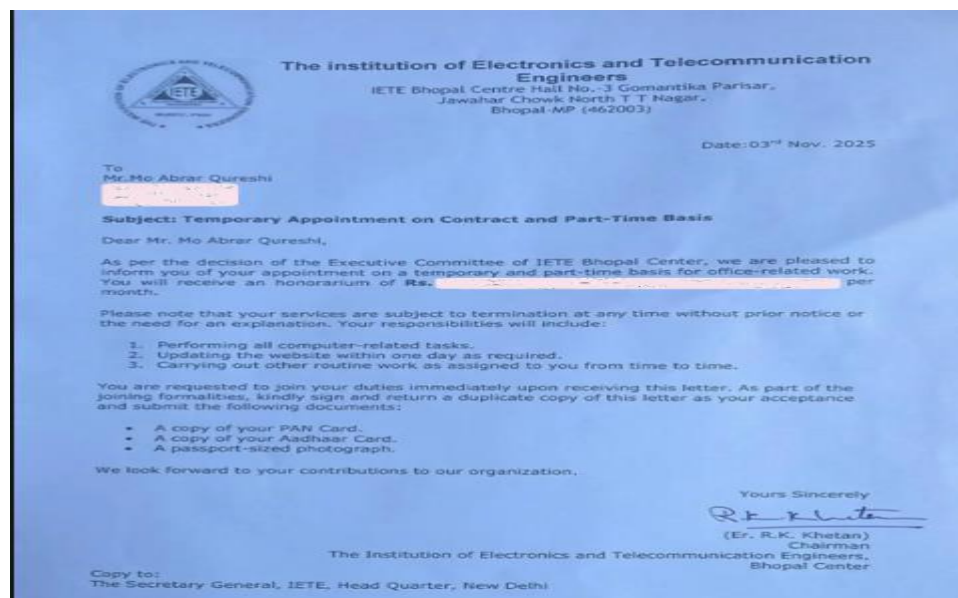 The institution of Electronics and Telecommunication
Engineers
IETE Bhopal Centre Hall No.-3 Gomantika Parisar,
Jawahar Chowk North T T Nagar,
Bhopal-MP (462003)
IETE
Date:03rd Nov. 2025
To
Mr.Mo Abrar Qureshi
Subject: Temporary Appointment on Contract and Part-Time Basis
Dear Mr. Mo Abrar Qureshi,
As per the decision of the Executive Committee of IETE Bhopal Center, we are pleased to
inform you of your appointment on a temporary and part-time basis for office-related work.
You will receive an honorarium of Rs. per
month.
Please note that your services are subject to termination at any time without prior notice or
the need for an explanation. Your responsibilities will include:
1. Performing all computer-related tasks.
2. Updating the website within one day as required.
3. Carrying out other routine work as assigned to you from time to time.
You are requested to join your duties immediately upon receiving this letter. As part of the
joining formalities, kindly sign and return a duplicate copy of this letter as your acceptance
and submit the following documents:
• A copy of your PAN Card.
• A copy of your Aadhaar Card.
• A passport-sized photograph.
We look forward to your contributions to our organization.
Yours Sincerely
R.K. Khetan
(Er. R.K. Khetan)
Chairman
The Institution of Electronics and Telecommunication Engineers,
Bhopal Center
Copy to:
The Secretary General, IETE, Head Quarter, New Delhi